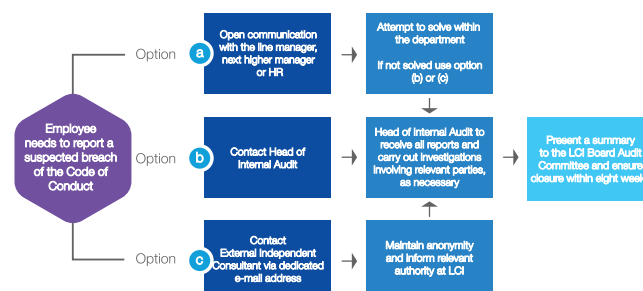 Employee
needs to report a
suspected breach
of the Code of
Conduct
Option
a
Open communication
with the line manager,
next higher manager
or HR
Attempt to solve within
the department
If not solved use option
(b) or (c)
Option
b
Contact Head of
Internal Audit
Head of Internal Audit to
receive all reports and
carry out investigations
involving relevant parties,
as necessary
Present a summary
to the LCI Board Audit
Committee and ensure
closure within eight week
Option
c
Contact
External Independent
Consultant via dedicated
e-mail address
Maintain anonymity
and inform relevant
authority at LCI